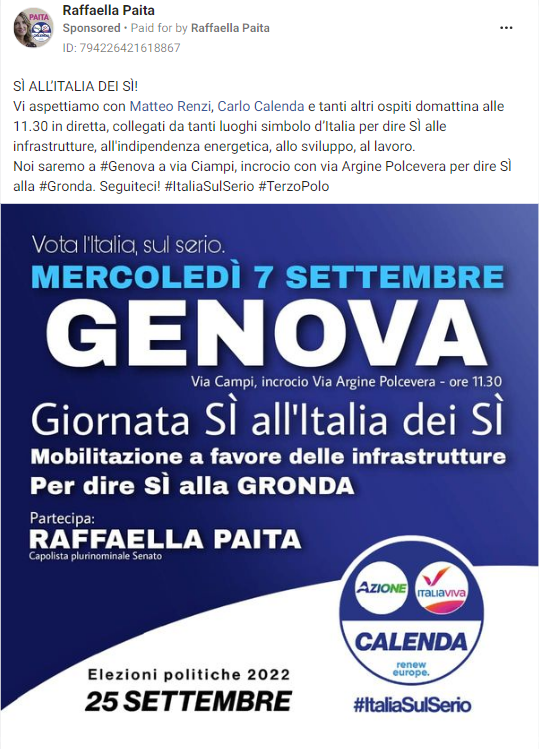 Raffaella Paita
Sponsored • Paid for by Raffaella Paita
ID: 794226421618867
SÌ ALL'ITALIA DEI SÌ!
Vi aspettiamo con Matteo Renzi, Carlo Calenda e tanti altri ospiti domattina alle
11.30 in diretta, collegati da tanti luoghi simbolo d'Italia per dire SÌ alle
infrastrutture, all'indipendenza energetica, allo sviluppo, al lavoro.
Noi saremo a #Genova a via Ciampi, incrocio con via Argine Polcevera per dire SÌ
alla #Gronda. Seguiteci! #ItaliaSulSerio #TerzoPolo
Vota l'Italia, sul serio.
MERCOLEDÌ 7 SETTEMBRE
GENOVA
Via Campi, incrocio Via Argine Polcevera - ore 11.30
Giornata SÌ all'Italia dei SÌ
Mobilitazione a favore delle infrastrutture
Per dire SÌ alla GRONDA
Partecipa:
RAFFAELLA PAITA
Capolista plurinominale Senato
AZIONE
ITALIAVIVA
CALENDA
renew
europe.
#ItaliaSulSerio
Elezioni politiche 2022
25 SETTEMBRE
PAITA
CALENDA